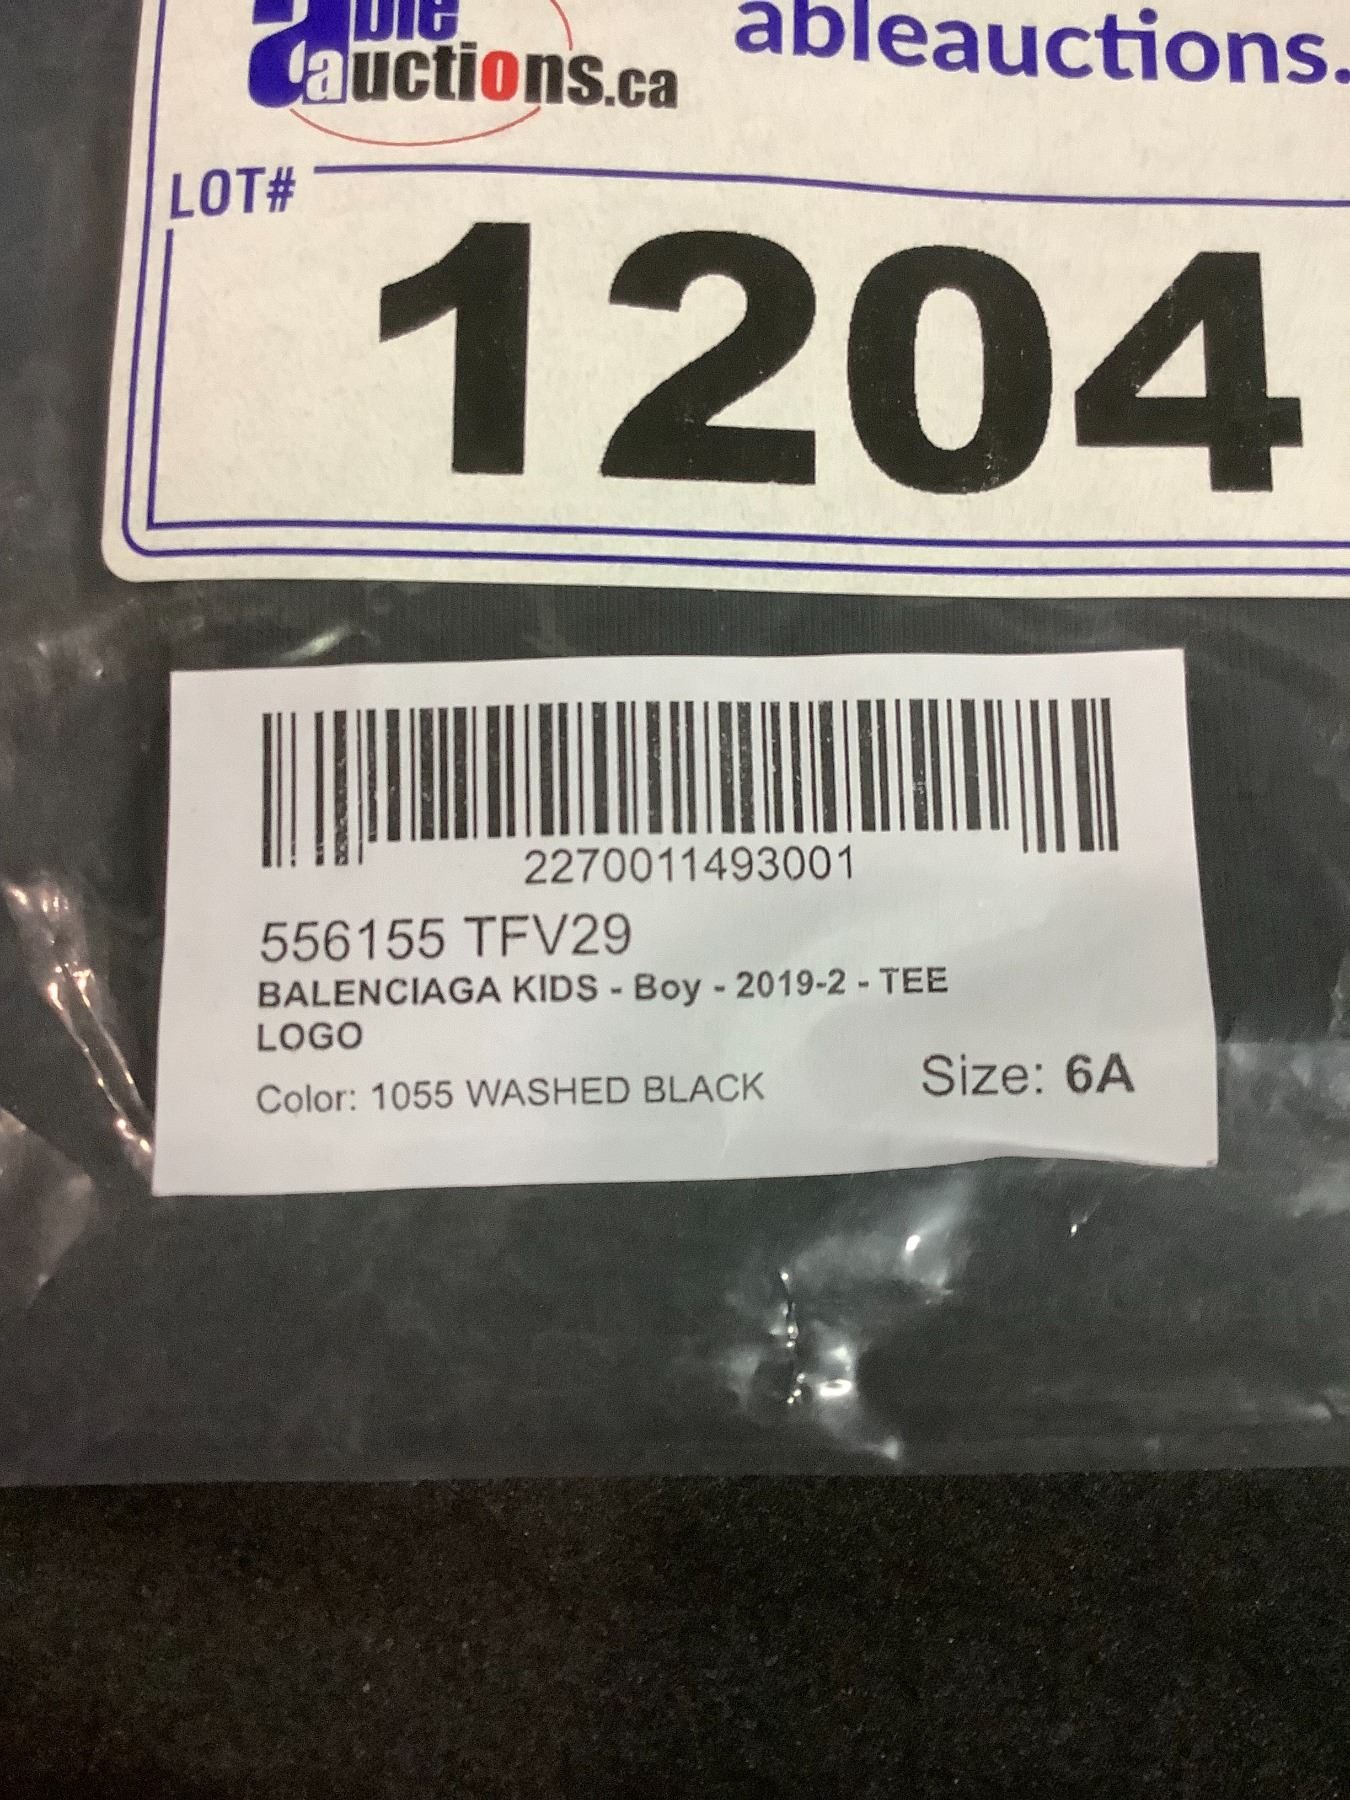 able
auctions.ca
ableauctions.
LOT#
1204
2270011493001
556155 TFV29
BALENCIAGA KIDS - Boy - 2019-2 - TEE
LOGO
Color: 1055 WASHED BLACK
Size: 6A